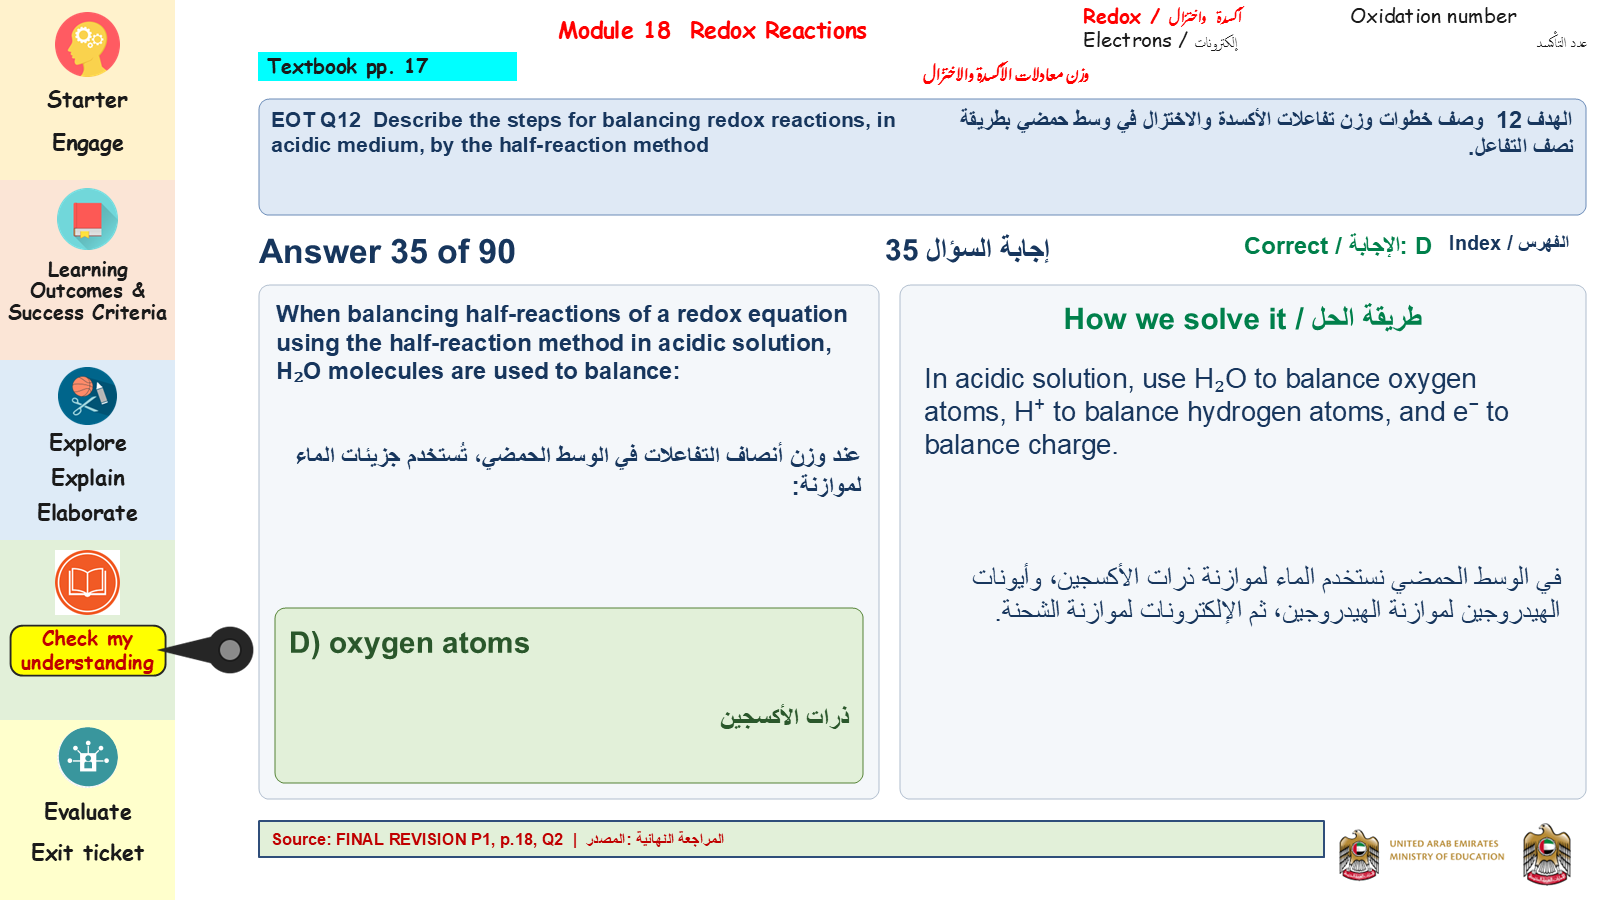 Module 18 Redox Reactions
Redox / أكسدة واختزال
Electrons / إلكترونات
Oxidation number
عدد التأكسد
Textbook pp. 17
وزن معادلات الأكسدة والاختزال
Starter
Engage
Learning
Outcomes &
Success Criteria
Explore
Explain
Elaborate
Check my
understanding
Evaluate
Exit ticket
EOT Q12 Describe the steps for balancing redox reactions, in
acidic medium, by the half-reaction method
الهدف 12 وصف خطوات وزن تفاعلات الأكسدة والاختزال في وسط حمضي بطريقة
نصف التفاعل.
Answer 35 of 90
إجابة السؤال 35
Correct / الإجابة: D
Index / الفهرس
When balancing half-reactions of a redox equation
using the half-reaction method in acidic solution,
H₂O molecules are used to balance:
عند وزن أنصاف التفاعلات في الوسط الحمضي، تُستخدم جزيئات الماء
لموازنة:
D) oxygen atoms
ذرات الأكسجين
How we solve it / طريقة الحل
In acidic solution, use H₂O to balance oxygen
atoms, H⁺ to balance hydrogen atoms, and e⁻ to
balance charge.
في الوسط الحمضي نستخدم الماء لموازنة ذرات الأكسجين، وأيونات
الهيدروجين لموازنة الهيدروجين، ثم الإلكترونات لموازنة الشحنة.
Source: FINAL REVISION P1, p.18, Q2 | المراجعة النهائية :المصدر
UNITED ARAB EMIRATES
MINISTRY OF EDUCATION